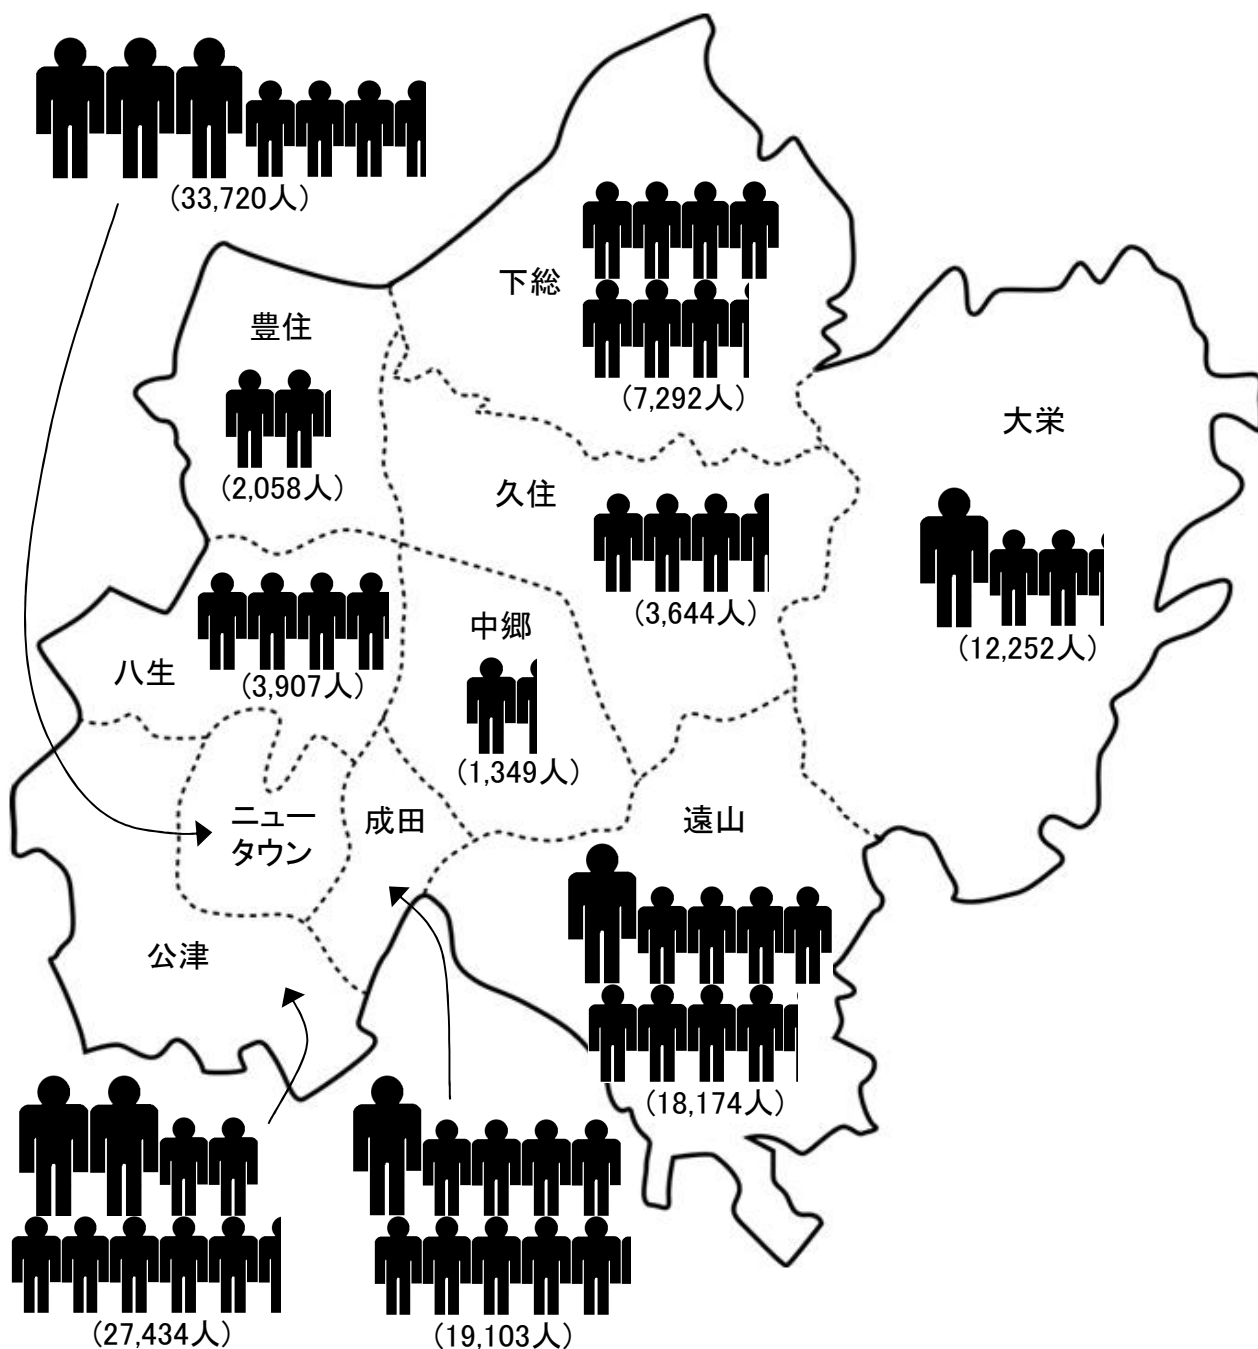 (33,720人)
下総
(7,292人)
豊住
(2,058人)
大栄
(12,252人)
久住
(3,644人)
八生
(3,907人)
中郷
(1,349人)
ニュー
タウン
成田
遠山
(18,174人)
公津
(27,434人)
(19,103人)